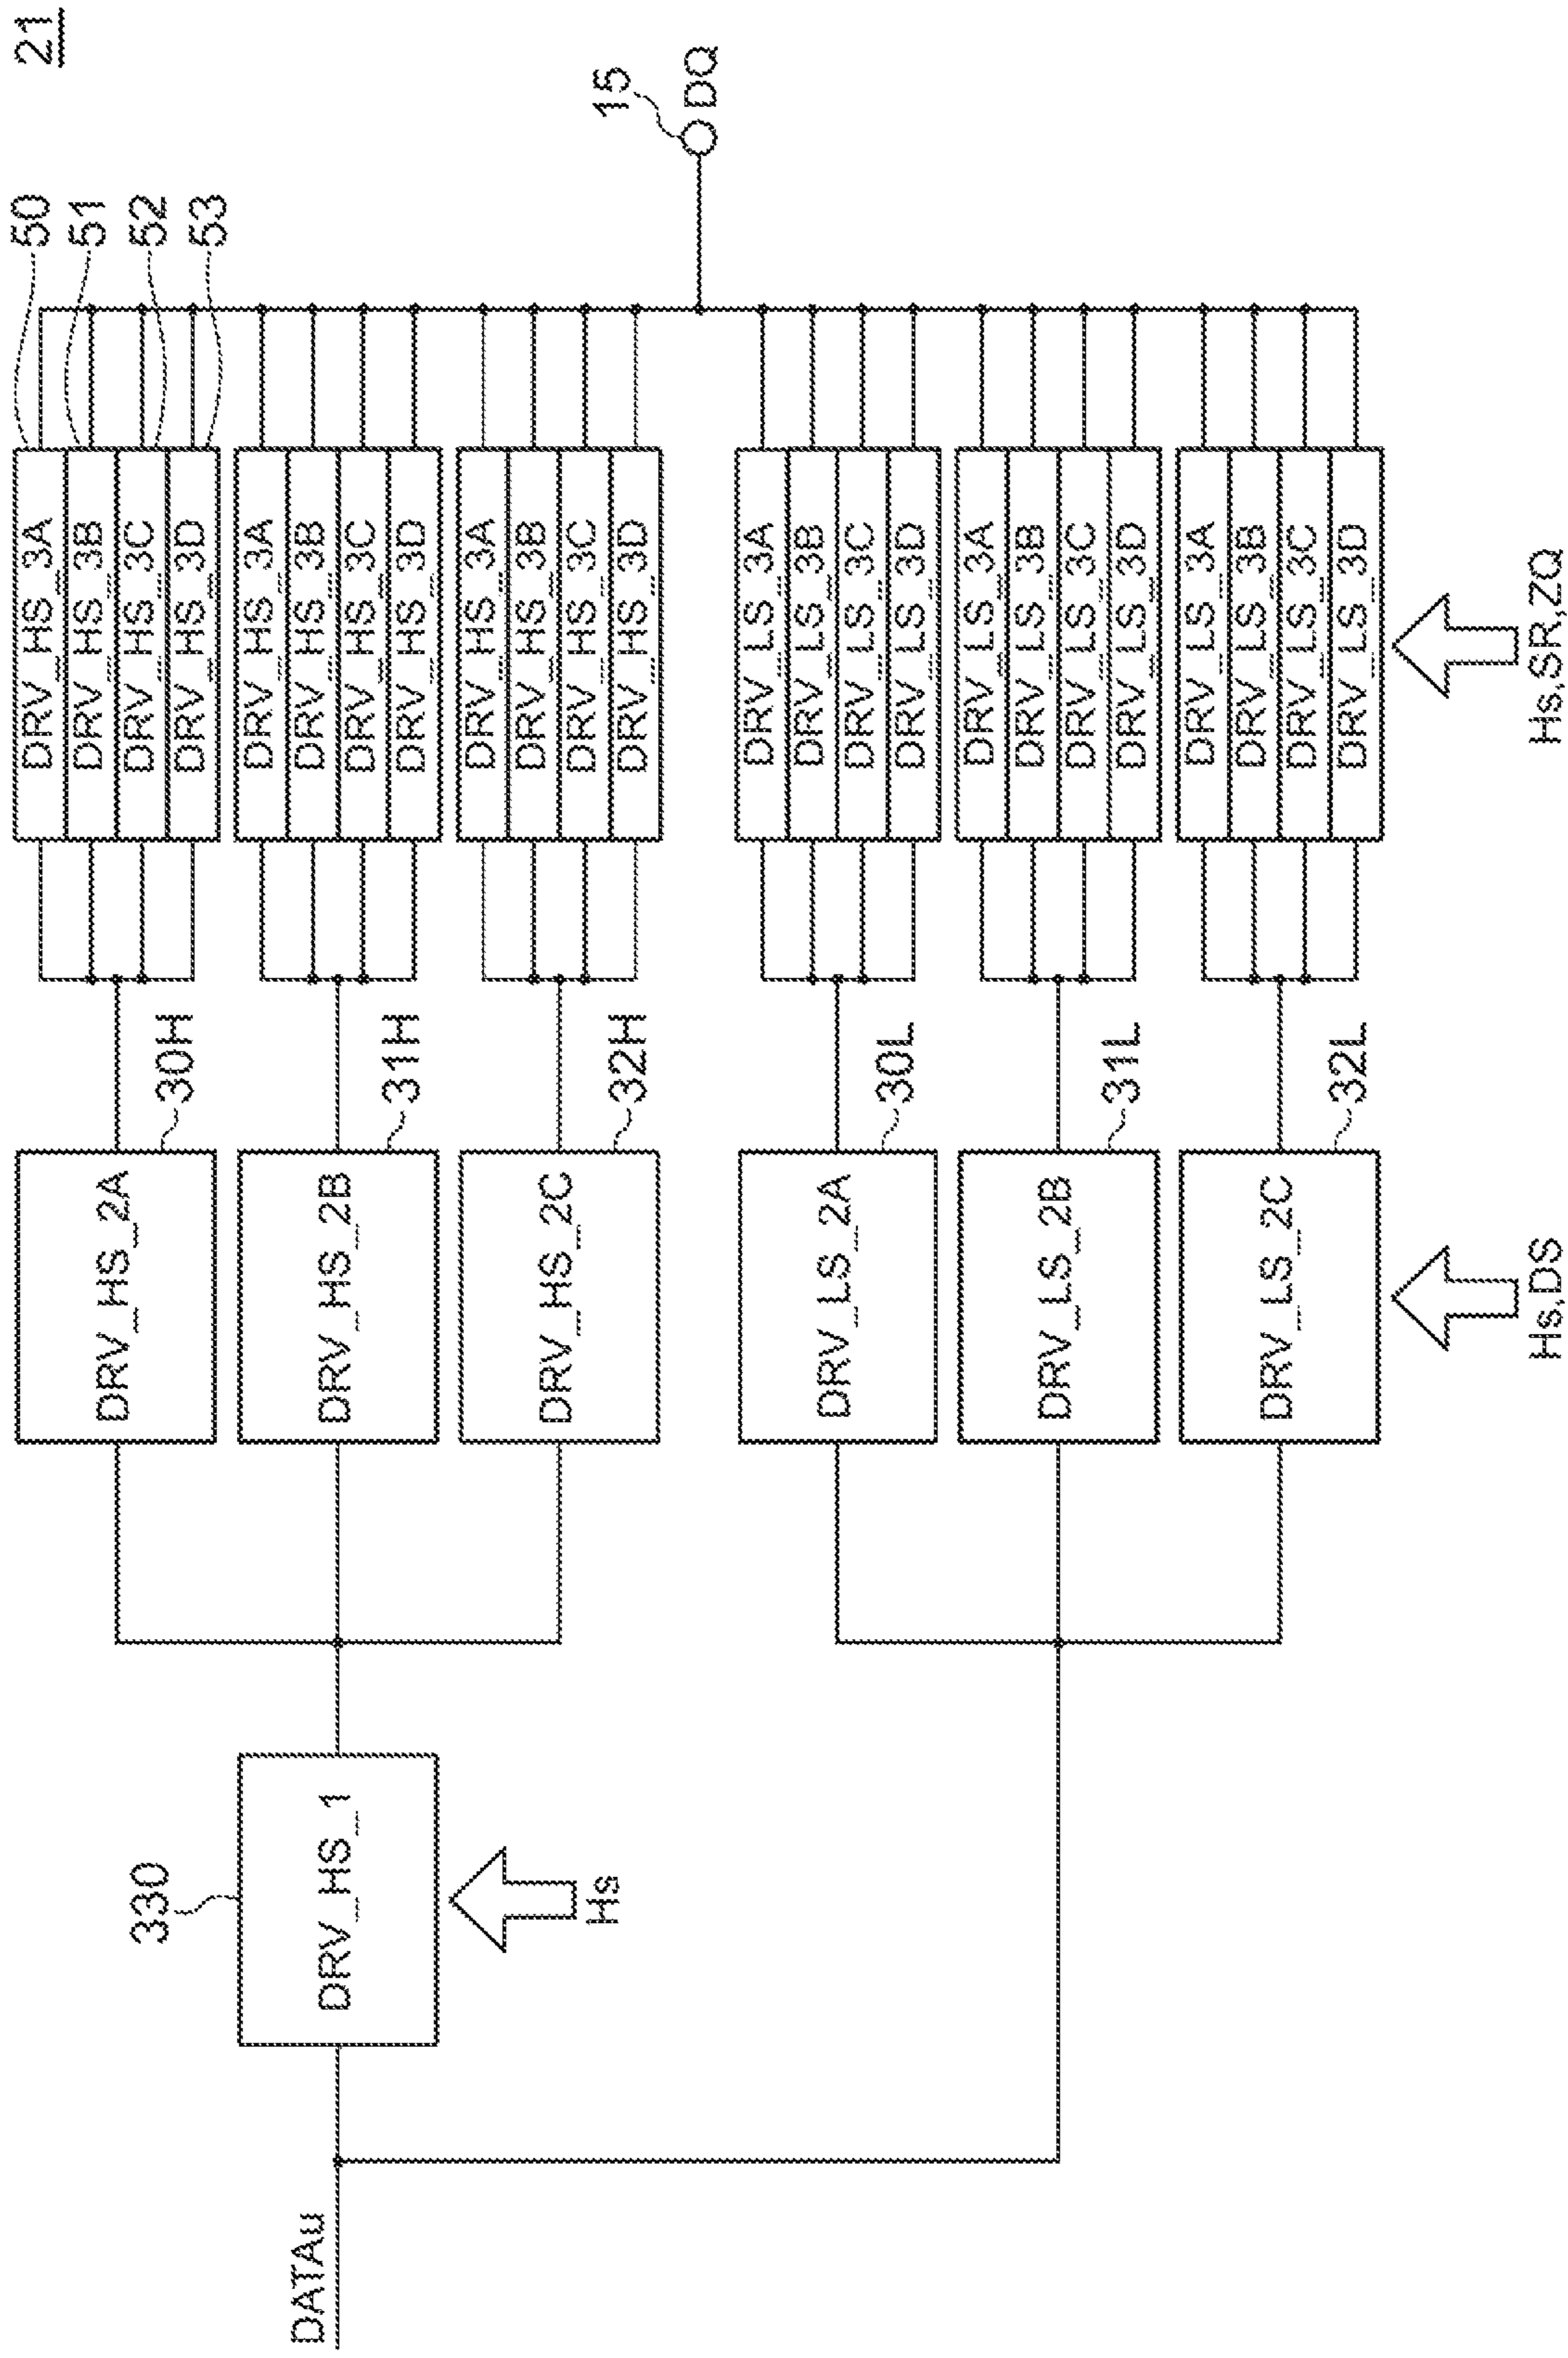 21
DATAu
330
DRV_HS_1
Hs
DRV_HS_2A
30H
DRV_HS_2B
31H
DRV_HS_2C
32H
DRV_LS_2A
30L
DRV_LS_2B
31L
DRV_LS_2C
32L
Hs,DS
DRV_HS_3A
DRV_HS_3B
DRV_HS_3C
DRV_HS_3D
50
51
52
53
DRV_HS_3A
DRV_HS_3B
DRV_HS_3C
DRV_HS_3D
DRV_HS_3A
DRV_HS_3B
DRV_HS_3C
DRV_HS_3D
DRV_LS_3A
DRV_LS_3B
DRV_LS_3C
DRV_LS_3D
DRV_LS_3A
DRV_LS_3B
DRV_LS_3C
DRV_LS_3D
DRV_LS_3A
DRV_LS_3B
DRV_LS_3C
DRV_LS_3D
Hs,SR,ZQ
15
DQ